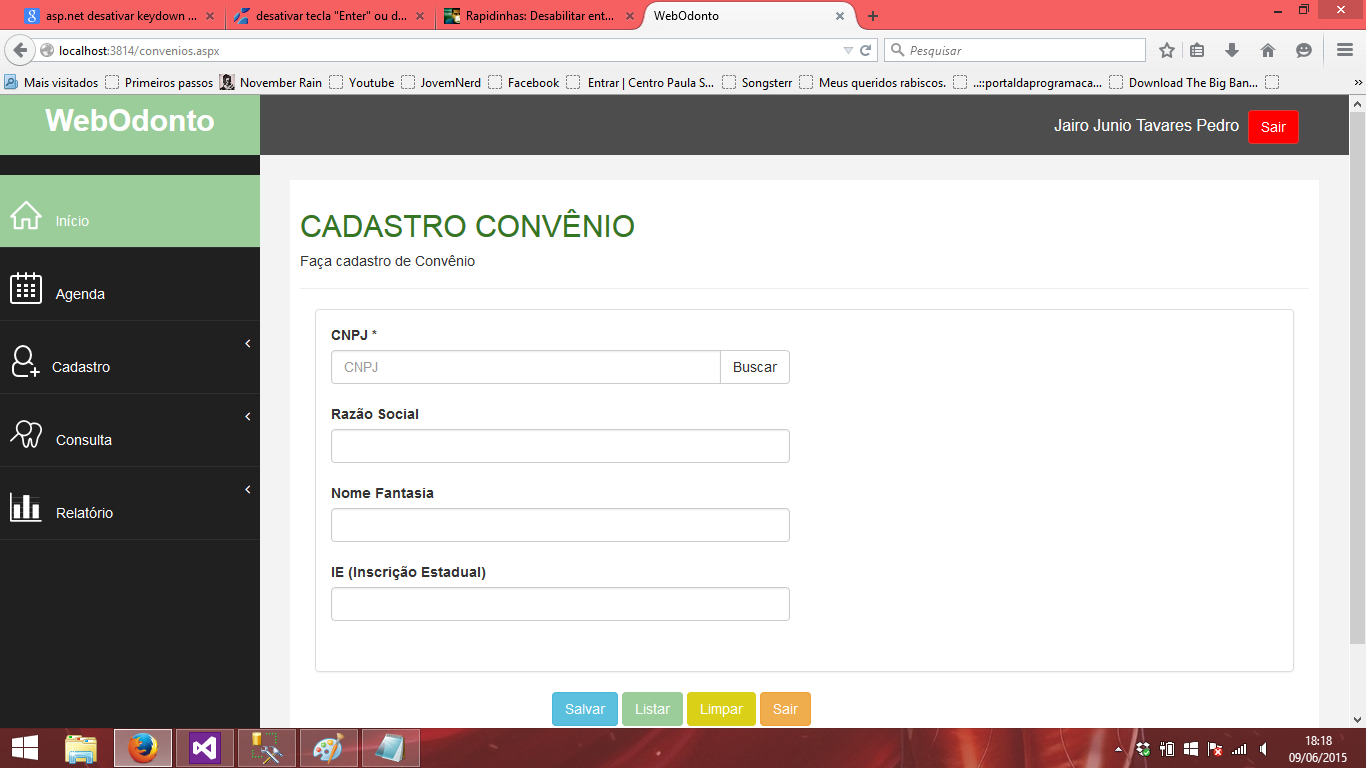 asp.net desativar keydown ...
desativar tecla "Enter" ou d...
Rapidinhas: Desabilitar ent...
WebOdonto
localhost:3814/convenios.aspx
Pesquisar
Mais visitados
Primeiros passos
November Rain
Youtube
JovemNerd
Facebook
Entrar | Centro Paula S...
Songsterr
Meus queridos rabiscos.
..::portaldaprogramaca...
Download The Big Ban...
WebOdonto
Jairo Junio Tavares Pedro
Sair
Início
Agenda
Cadastro
Consulta
Relatório
CADASTRO CONVÊNIO
Faça cadastro de Convênio
CNPJ *
CNPJ
Buscar
Razão Social
Nome Fantasia
IE (Inscrição Estadual)
Salvar
Listar
Limpar
Sair
18:18
09/06/2015